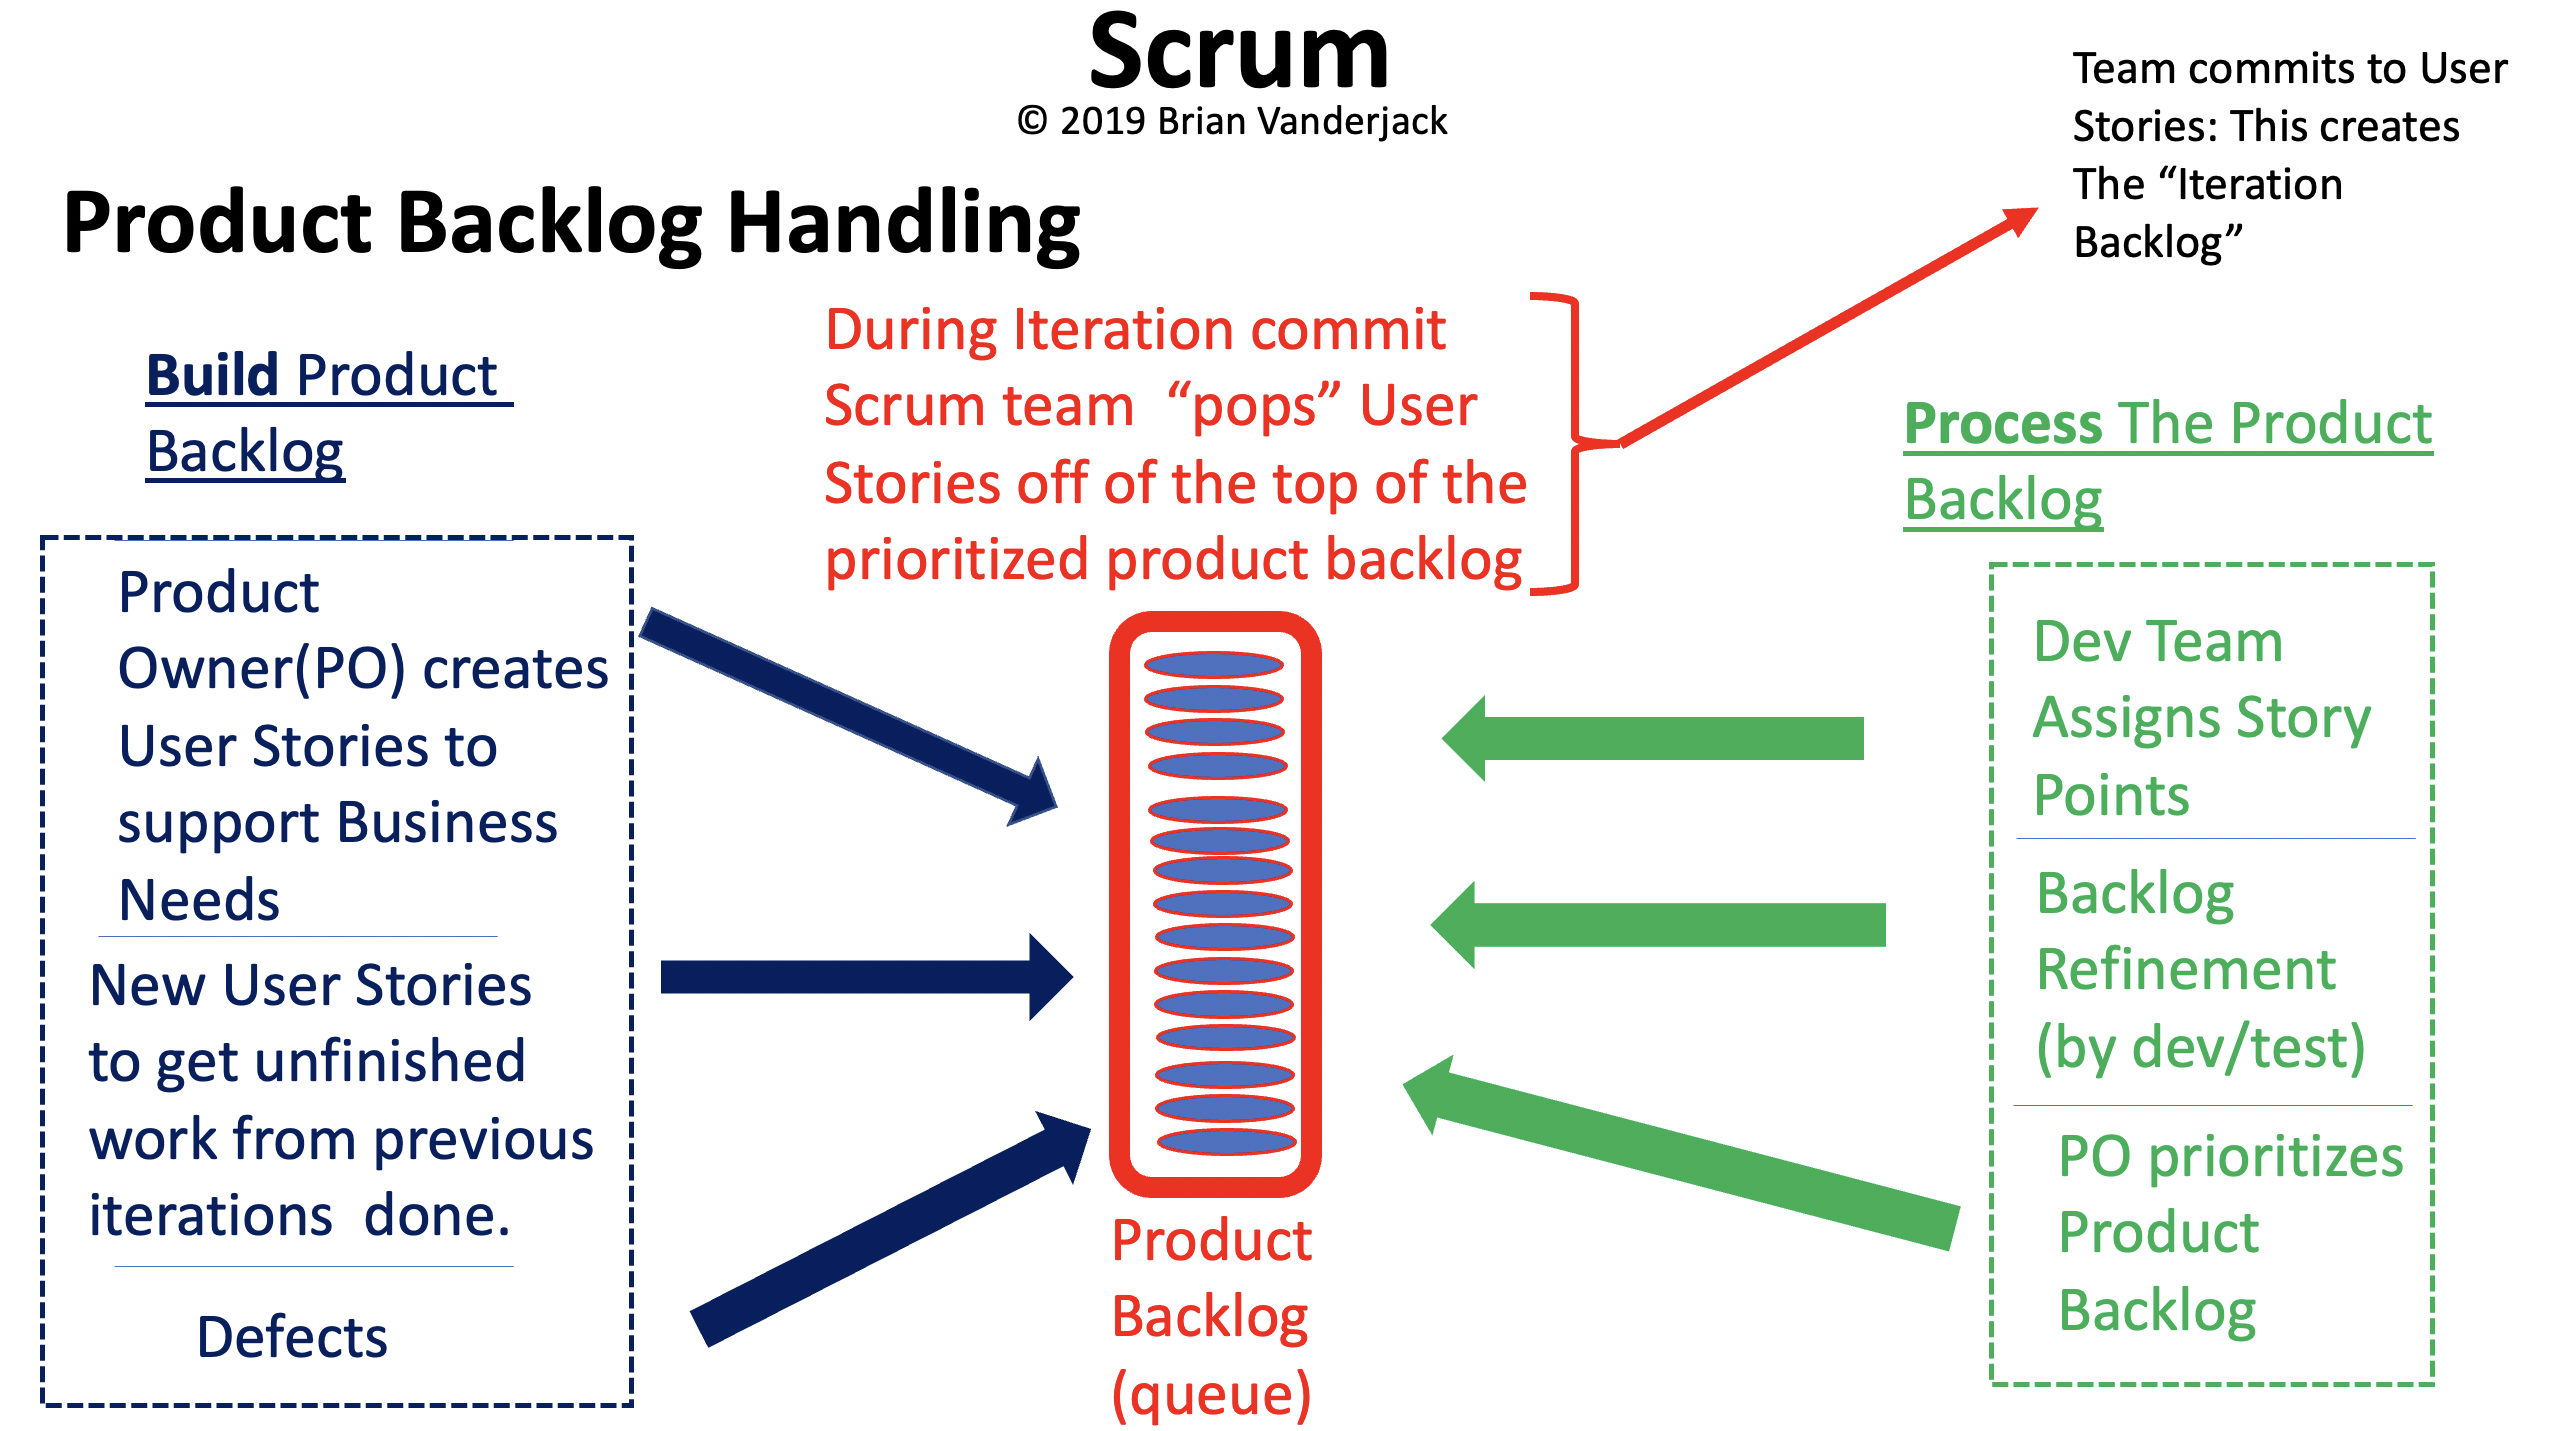 Scrum
© 2019 Brian Vanderjack
Team commits to User
Stories: This creates
The “Iteration
Backlog”
Product Backlog Handling
During Iteration commit
Scrum team “pops” User
Stories off of the top of the
prioritized product backlog
Build Product
Backlog
Product
Owner(PO) creates
User Stories to
support Business
Needs
New User Stories
to get unfinished
work from previous
iterations done.
Defects
Process The Product
Backlog
Dev Team
Assigns Story
Points
Backlog
Refinement
(by dev/test)
PO prioritizes
Product
Backlog
Product
Backlog
(queue)